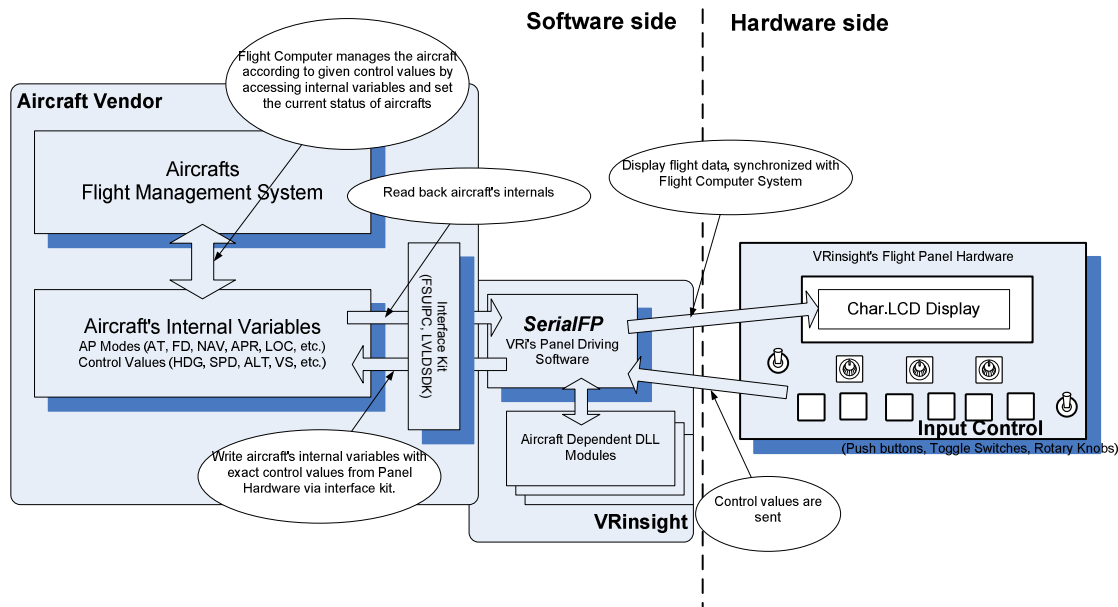 Software side
Hardware side
Flight Computer manages the aircraft
according to given control values by
accessing internal variables and set
the current status of aircrafts
Aircraft Vendor
Aircrafts
Flight Management System
Read back aircraft's internals
Display flight data, synchronized with
Flight Computer System
VRinsight's Flight Panel Hardware
Char.LCD Display
Interface Kit
(FSUIPC, LVLDSDK)
Aircraft's Internal Variables
AP Modes (AT, FD, NAV, APR, LOC, etc.)
Control Values (HDG, SPD, ALT, VS, etc.)
SerialFP
VRi's Panel Driving
Software
Aircraft Dependent DLL
Modules
Input Control
(Push buttons, Toggle Switches, Rotary Knobs)
Write aircraft's internal variables with
exact control values from Panel
Hardware via interface kit.
Control values are
sent
VRinsight